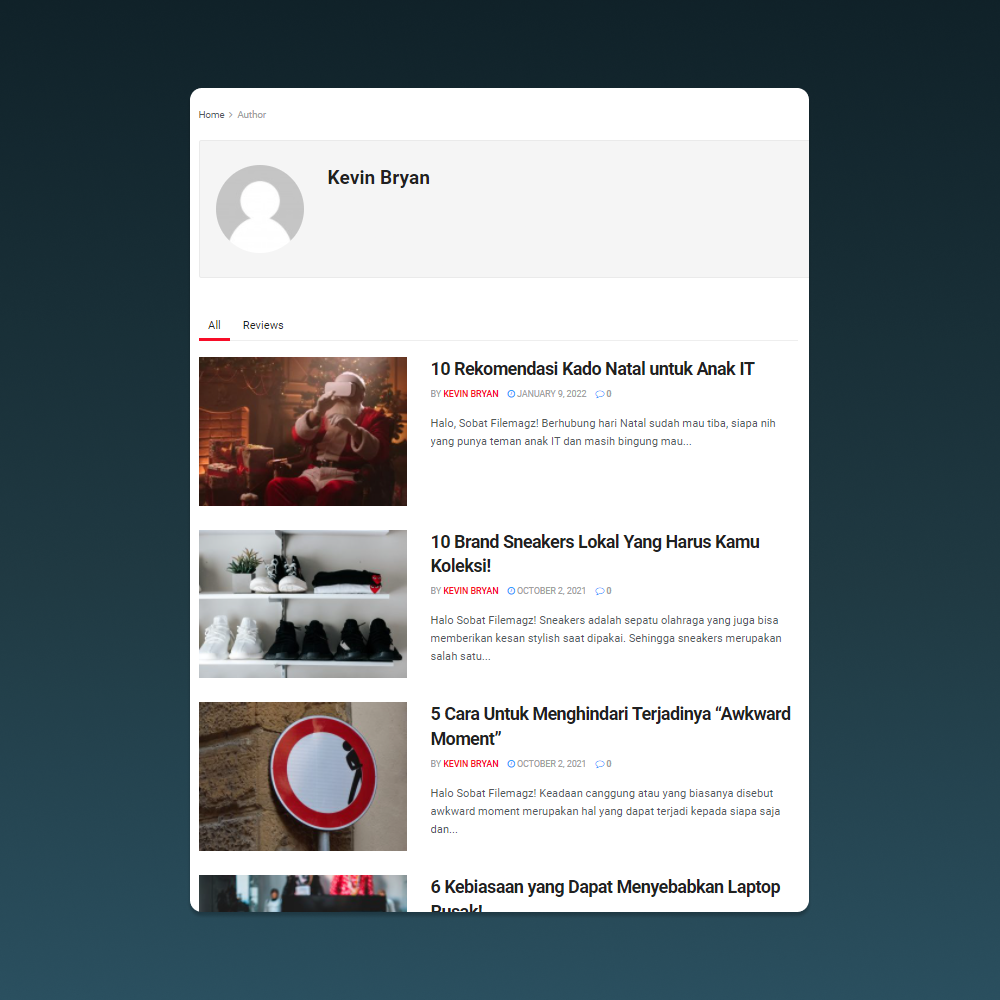 Home > Author
Kevin Bryan
All Reviews
10 Rekomendasi Kado Natal untuk Anak IT
BY KEVIN BRYAN JANUARY 9, 2022 0
Halo, Sobat Filemagz! Berhubung hari Natal sudah mau tiba, siapa nih
yang punya teman anak IT dan masih bingung mau...
10 Brand Sneakers Lokal Yang Harus Kamu
Koleksi!
BY KEVIN BRYAN OCTOBER 2, 2021 0
Halo Sobat Filemagz! Sneakers adalah sepatu olahraga yang juga bisa
memberikan kesan stylish saat dipakai. Sehingga sneakers merupakan
salah satu...
5 Cara Untuk Menghindari Terjadinya “Awkward
Moment”
BY KEVIN BRYAN OCTOBER 2, 2021 0
Halo Sobat Filemagz! Keadaan canggung atau yang biasanya disebut
awkward moment merupakan hal yang dapat terjadi kepada siapa saja
dan...
6 Kebiasaan yang Dapat Menyebabkan Laptop
Rusak!